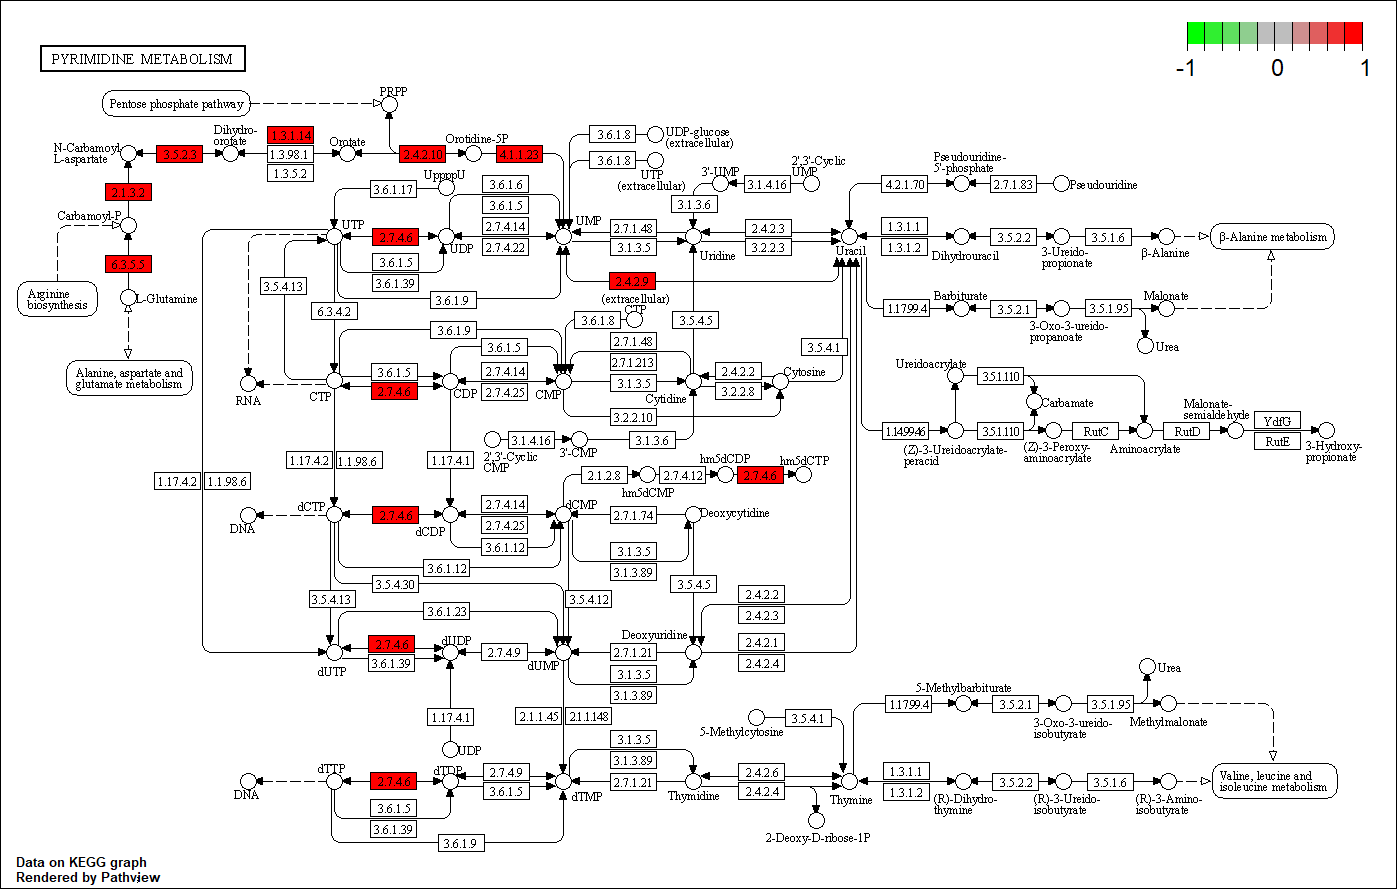 PYRIMIDINE METABOLISM
-1 0 1
Pentose phosphate pathway
PRPP
N-Carbamoyl-
L-aspartate
3.5.2.3
Dihydro-
orotate
1.3.1.14
1.3.98.1
1.3.5.2
Orotate
2.4.2.10
Orotidine-5P
4.1.1.23
2.1.3.2
Carbamoyl-P
6.3.5.5
L-Glutamine
Arginine
biosynthesis
Alanine, aspartate and
glutamate metabolism
3.6.1.8
UDP-glucose
(extracellular)
3.6.1.8
UTP
(extracellular)
3'-UMP
3.1.4.16
2',3'-Cyclic
UMP
3.1.3.6
Pseudouridine-
5'-phosphate
4.2.1.70
2.7.1.83
Pseudouridine
UppppU
3.6.1.17
3.6.1.6
3.6.1.5
2.7.4.14
2.7.4.22
UTP
2.7.4.6
UDP
3.6.1.5
3.6.1.39
3.6.1.9
UMP
2.7.1.48
3.1.3.5
Uridine
2.4.2.3
3.2.2.3
Uracil
1.3.1.1
1.3.1.2
Dihydrouracil
3.5.2.2
3-Ureido-
propionate
3.5.1.6
β-Alanine
β-Alanine metabolism
2.4.2.9
(extracellular)
CTP
3.6.1.8
3.5.4.13
6.3.4.2
3.6.1.9
3.5.4.5
3.5.4.1
1.17.99.4
Barbiturate
3.5.2.1
3-Oxo-3-ureido-
propanoate
3.5.1.95
Malonate
Urea
RNA
CTP
3.6.1.5
2.7.4.6
CDP
3.6.1.5
2.7.4.14
2.7.4.25
CMP
2.7.1.48
2.7.1.213
3.1.3.5
3.2.2.10
Cytidine
2.4.2.2
3.2.2.8
Cytosine
Ureidoacrylate
3.5.1.110
Carbamate
1.14.99.46
(Z)-3-Ureidoacrylate-
peracid
3.5.1.110
(Z)-3-Peroxy-
aminoacrylate
RutC
Aminoacrylate
RutD
Malonate-
semialdehyde
YdfG
RutE
3-Hydroxy-
propionate
2',3'-Cyclic
CMP
3.1.4.16
3'-CMP
3.1.3.6
1.17.4.2
1.1.98.6
1.17.4.2
1.1.98.6
1.17.4.1
2.1.2.8
hm5dCMP
2.7.4.12
hm5dCDP
2.7.4.6
hm5dCTP
DNA
dCTP
2.7.4.6
dCDP
2.7.4.14
2.7.4.25
3.6.1.12
3.6.1.12
dCMP
2.7.1.74
3.1.3.5
3.1.3.89
Deoxycytidine
3.5.4.30
3.5.4.13
3.5.4.12
3.5.4.5
3.6.1.23
2.4.2.2
2.4.2.3
2.4.2.1
2.4.2.4
dUTP
2.7.4.6
3.6.1.39
dUDP
2.7.4.9
dUMP
2.7.1.21
3.1.3.5
3.1.3.89
Deoxyuridine
1.17.4.1
UDP
2.1.1.45
2.1.1.148
5-Methylcytosine
3.5.4.1
1.17.99.4
5-Methylbarbiturate
3.5.2.1
3-Oxo-3-ureido-
isobutyrate
3.5.1.95
Urea
Methylmalonate
DNA
dTTP
2.7.4.6
3.6.1.5
3.6.1.39
3.6.1.9
dTDP
2.7.4.9
3.6.1.5
dTMP
3.1.3.5
3.1.3.89
2.7.1.21
Thymidine
2.4.2.6
2.4.2.4
2-Deoxy-D-ribose-1P
Thymine
1.3.1.1
1.3.1.2
(R)-Dihydro-
thymine
3.5.2.2
(R)-3-Ureido-
isobutyrate
3.5.1.6
(R)-3-Amino-
isobutyrate
Valine, leucine and
isoleucine metabolism
Data on KEGG graph
Rendered by Pathview